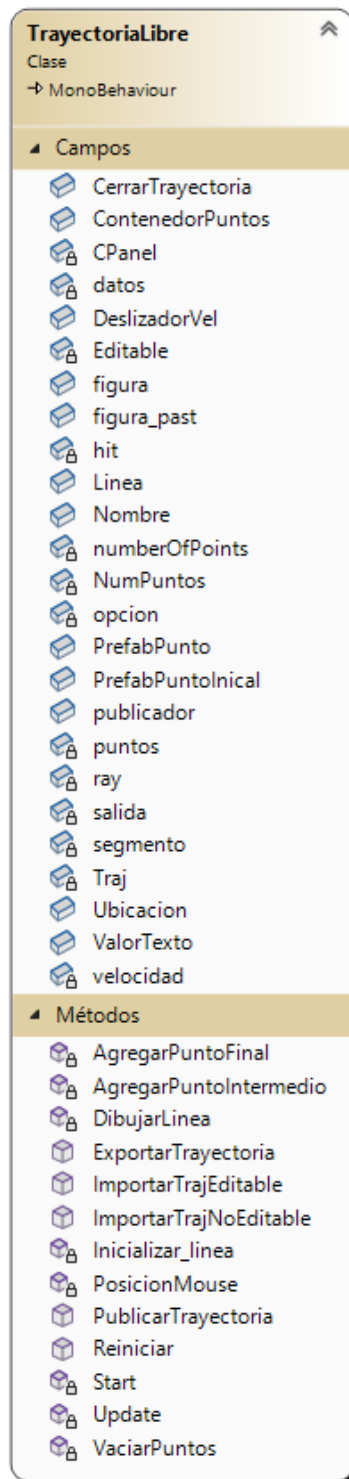 TrayectoriaLibre
Clase
MonoBehaviour
Campos
CerrarTrayectoria
ContenedorPuntos
CPanel
datos
DeslizadorVel
Editable
figura
figura_past
hit
Linea
Nombre
numberOfPoints
NumPuntos
opcion
PrefabPunto
PrefabPuntoInical
publicador
puntos
ray
salida
segmento
Traj
Ubicacion
ValorTexto
velocidad
Métodos
AgregarPuntoFinal
AgregarPuntoIntermedio
DibujarLinea
ExportarTrayectoria
ImportarTrajEditable
ImportarTrajNoEditable
Inicializar_linea
PosicionMouse
PublicarTrayectoria
Reiniciar
Start
Update
VaciarPuntos